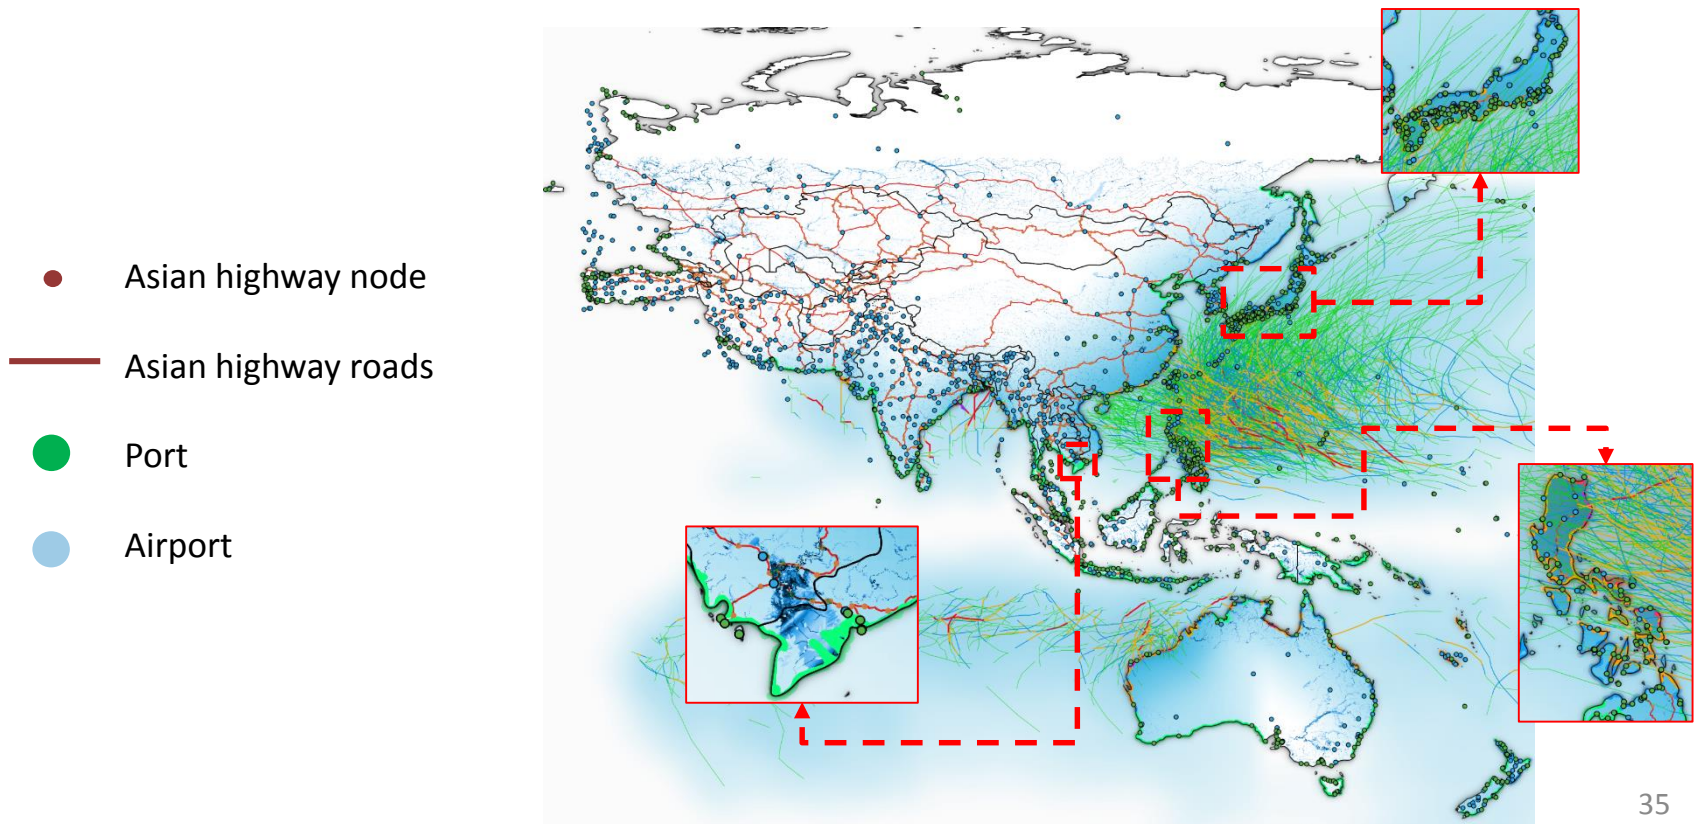 Asian highway node
Asian highway roads
Port
Airport
35